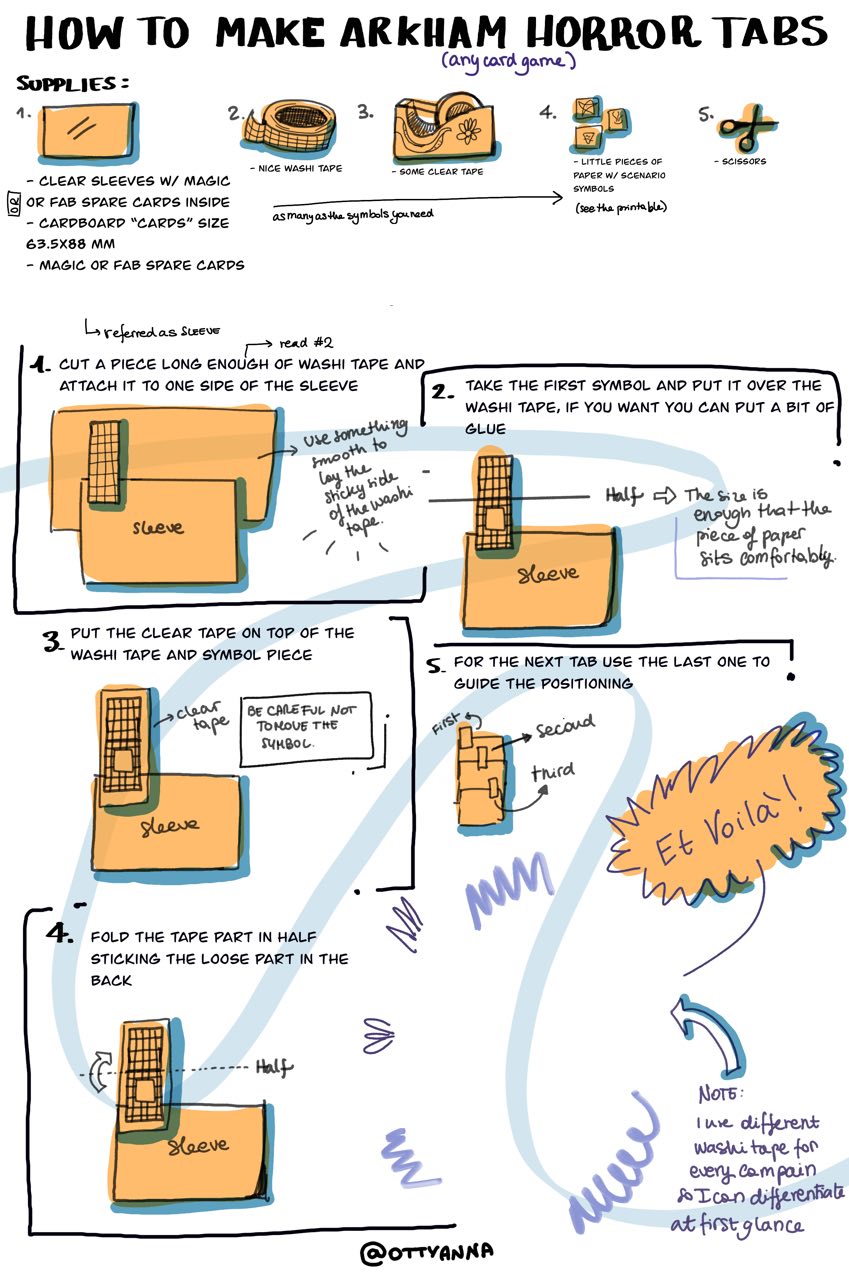 HOW TO MAKE ARKHAM HORROR TABS
(any card game)
SUPPLIES:
1.
- CLEAR SLEEVES W/ MAGIC
OR FAB SPARE CARDS INSIDE
OR
- CARDBOARD "CARDS" SIZE
63.5X88 MM
- MAGIC OR FAB SPARE CARDS
2.
- NICE WASHI TAPE
3.
- SOME CLEAR TAPE
4.
- LITTLE PIECES OF
PAPER W/ SCENARIO
SYMBOLS
(see the printable)
5.
- SCISSORS
as many as the symbols you need
referred as SLEEVE
read #2
1. CUT A PIECE LONG ENOUGH OF WASHI TAPE AND
ATTACH IT TO ONE SIDE OF THE SLEEVE
sleeve
use something
smooth to
lay the
sticky side
of the washi
tape.
2. TAKE THE FIRST SYMBOL AND PUT IT OVER THE
WASHI TAPE, IF YOU WANT YOU CAN PUT A BIT OF
GLUE
Half
The size is
enough that the
piece of paper
sits comfortably.
sleeve
3. PUT THE CLEAR TAPE ON TOP OF THE
WASHI TAPE AND SYMBOL PIECE
clear
tape
BE CAREFUL NOT
TO MOVE THE
SYMBOL.
sleeve
4. FOLD THE TAPE PART IN HALF
STICKING THE LOOSE PART IN THE
BACK
Half
sleeve
5. FOR THE NEXT TAB USE THE LAST ONE TO
GUIDE THE POSITIONING
First
second
third
Et Voilà!
NOTE:
I use different
washi tape for
every campain
so I can differentiate
at first glance
@OTTYANNA